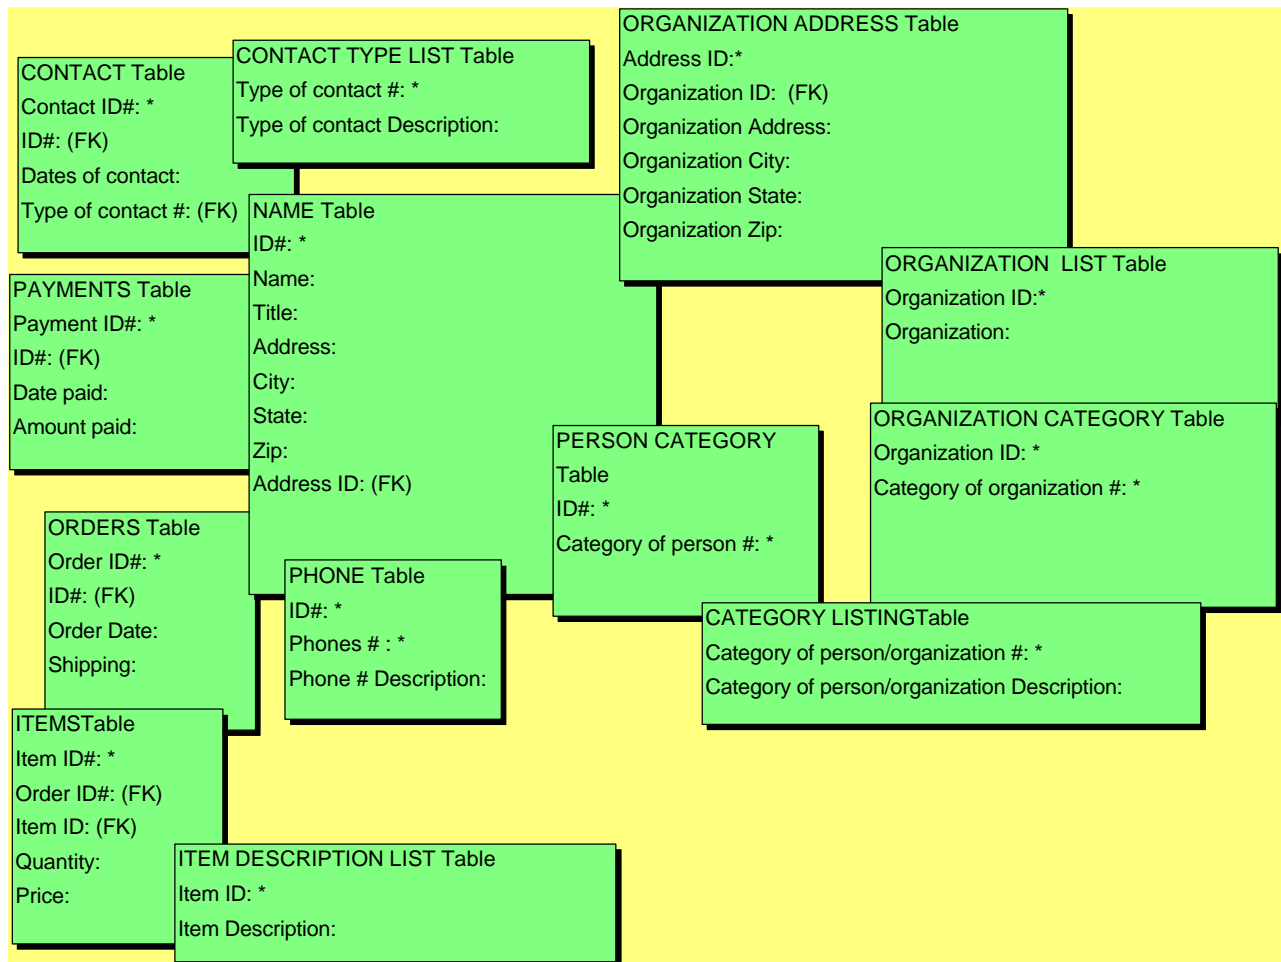 CONTACT Table
Contact ID#: *
ID#: (FK)
Dates of contact:
Type of contact #: (FK)
CONTACT TYPE LIST Table
Type of contact #: *
Type of contact Description:
ORGANIZATION ADDRESS Table
Address ID:*
Organization ID:  (FK)
Organization Address:
Organization City:
Organization State:
Organization Zip:
NAME Table
ID#: *
Name:
Title:
Address:
City:
State:
Zip:
Address ID: (FK)
ORGANIZATION  LIST Table
Organization ID:*
Organization:
PAYMENTS Table
Payment ID#: *
ID#: (FK)
Date paid:
Amount paid:
ORGANIZATION CATEGORY Table
Organization ID: *
Category of organization #: *
PERSON CATEGORY
Table
ID#: *
Category of person #: *
ORDERS Table
Order ID#: *
ID#: (FK)
Order Date:
Shipping:
PHONE Table
ID#: *
Phones # : *
Phone # Description:
CATEGORY LISTINGTable
Category of person/organization #: *
Category of person/organization Description:
ITEMSTable
Item ID#: *
Order ID#: (FK)
Item ID: (FK)
Quantity:
Price:
ITEM DESCRIPTION LIST Table
Item ID: *
Item Description: